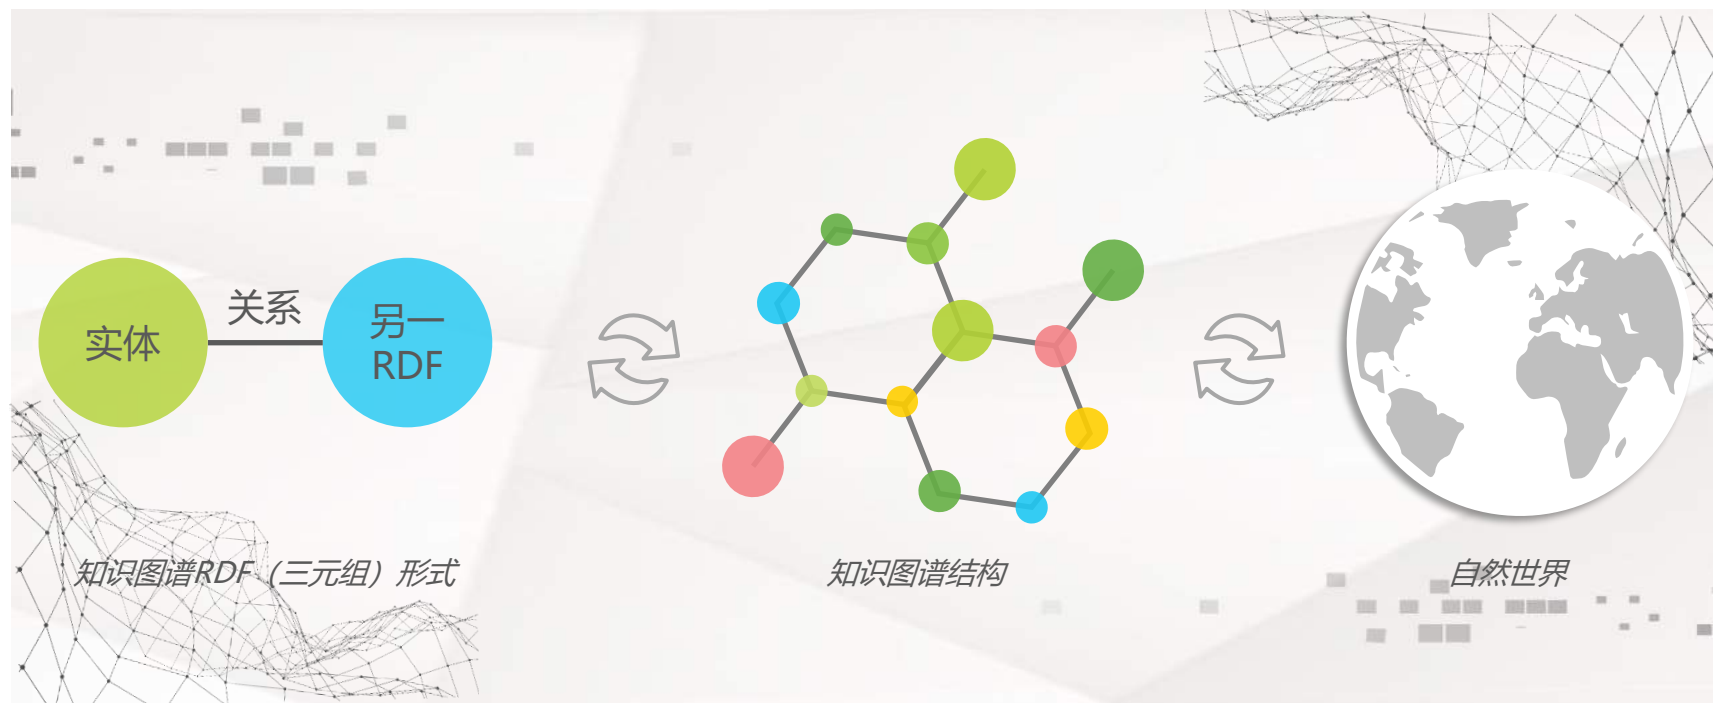 实体
关系
另一
RDF
知识图谱RDF（三元组）形式
知识图谱结构
自然世界